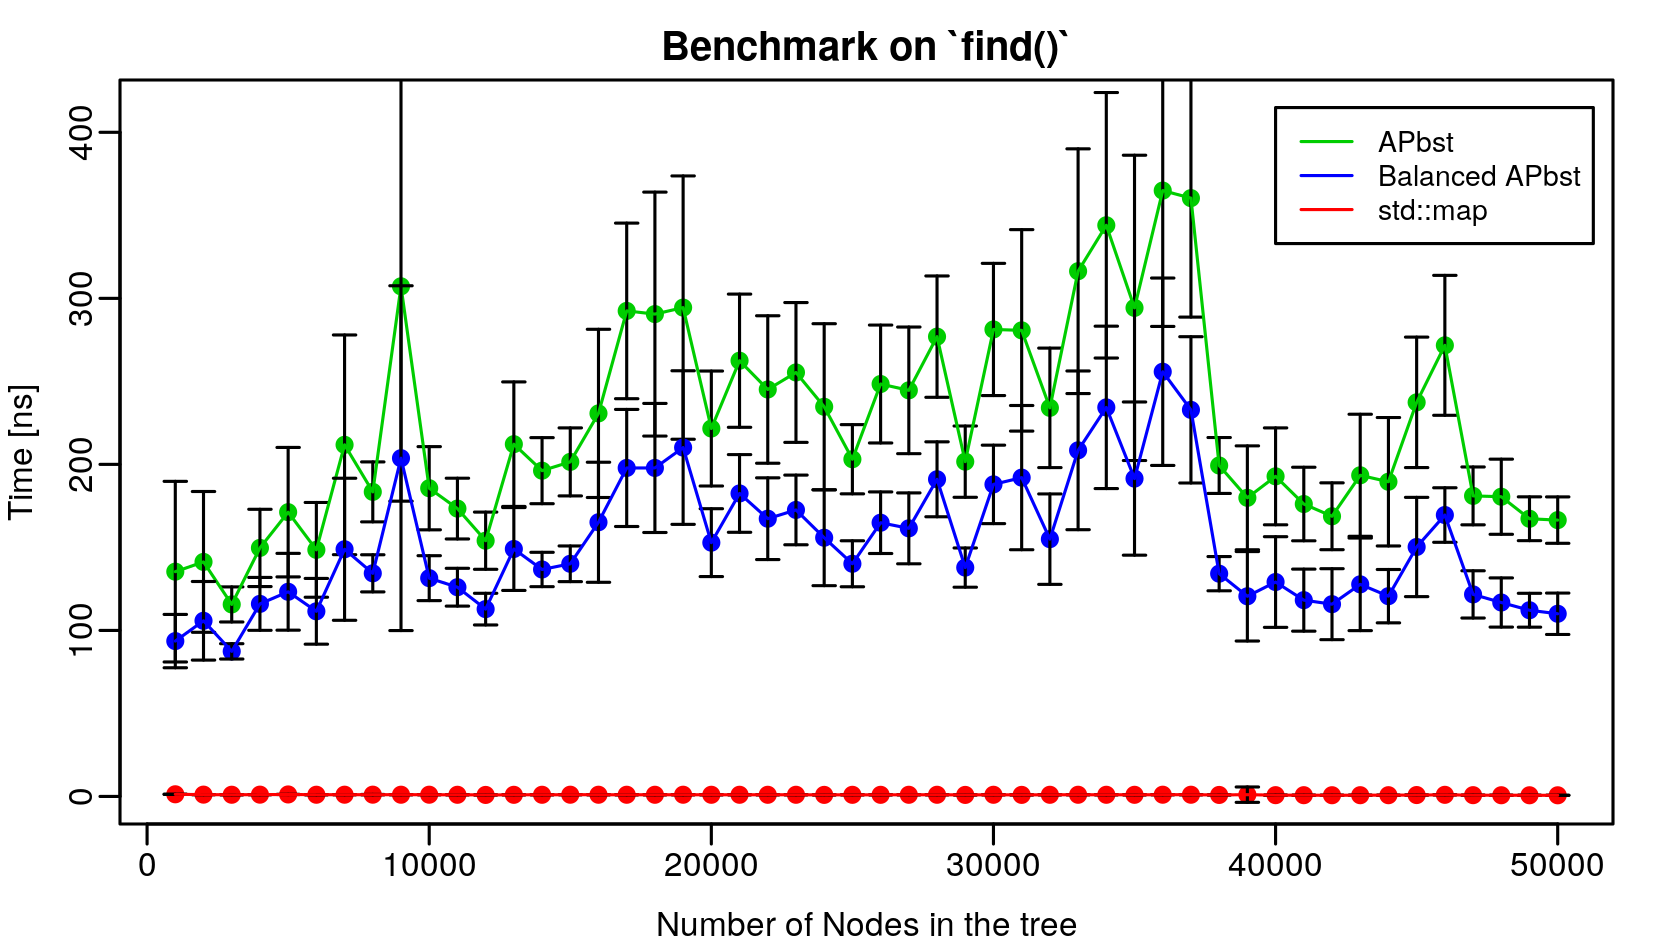 Benchmark on `find()`
Time [ns]
400
300
200
100
0
APbst
Balanced APbst
std::map
0 10000 20000 30000 40000 50000
Number of Nodes in the tree